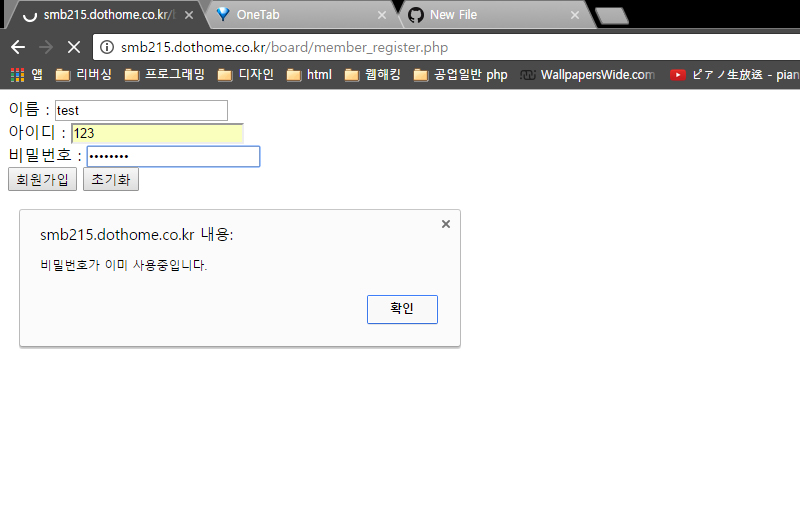 smb215.dothome.co.kr/
OneTab
New File
smb215.dothome.co.kr/board/member_register.php
앱 리버싱 프로그래밍 디자인 html 웹해킹 공업일반 php WallpapersWide.com ピアノ生放送 - pian
이름 : test
아이디 : 123
비밀번호 : ••••••••
회원가입 초기화
smb215.dothome.co.kr 내용:
비밀번호가 이미 사용중입니다.
확인